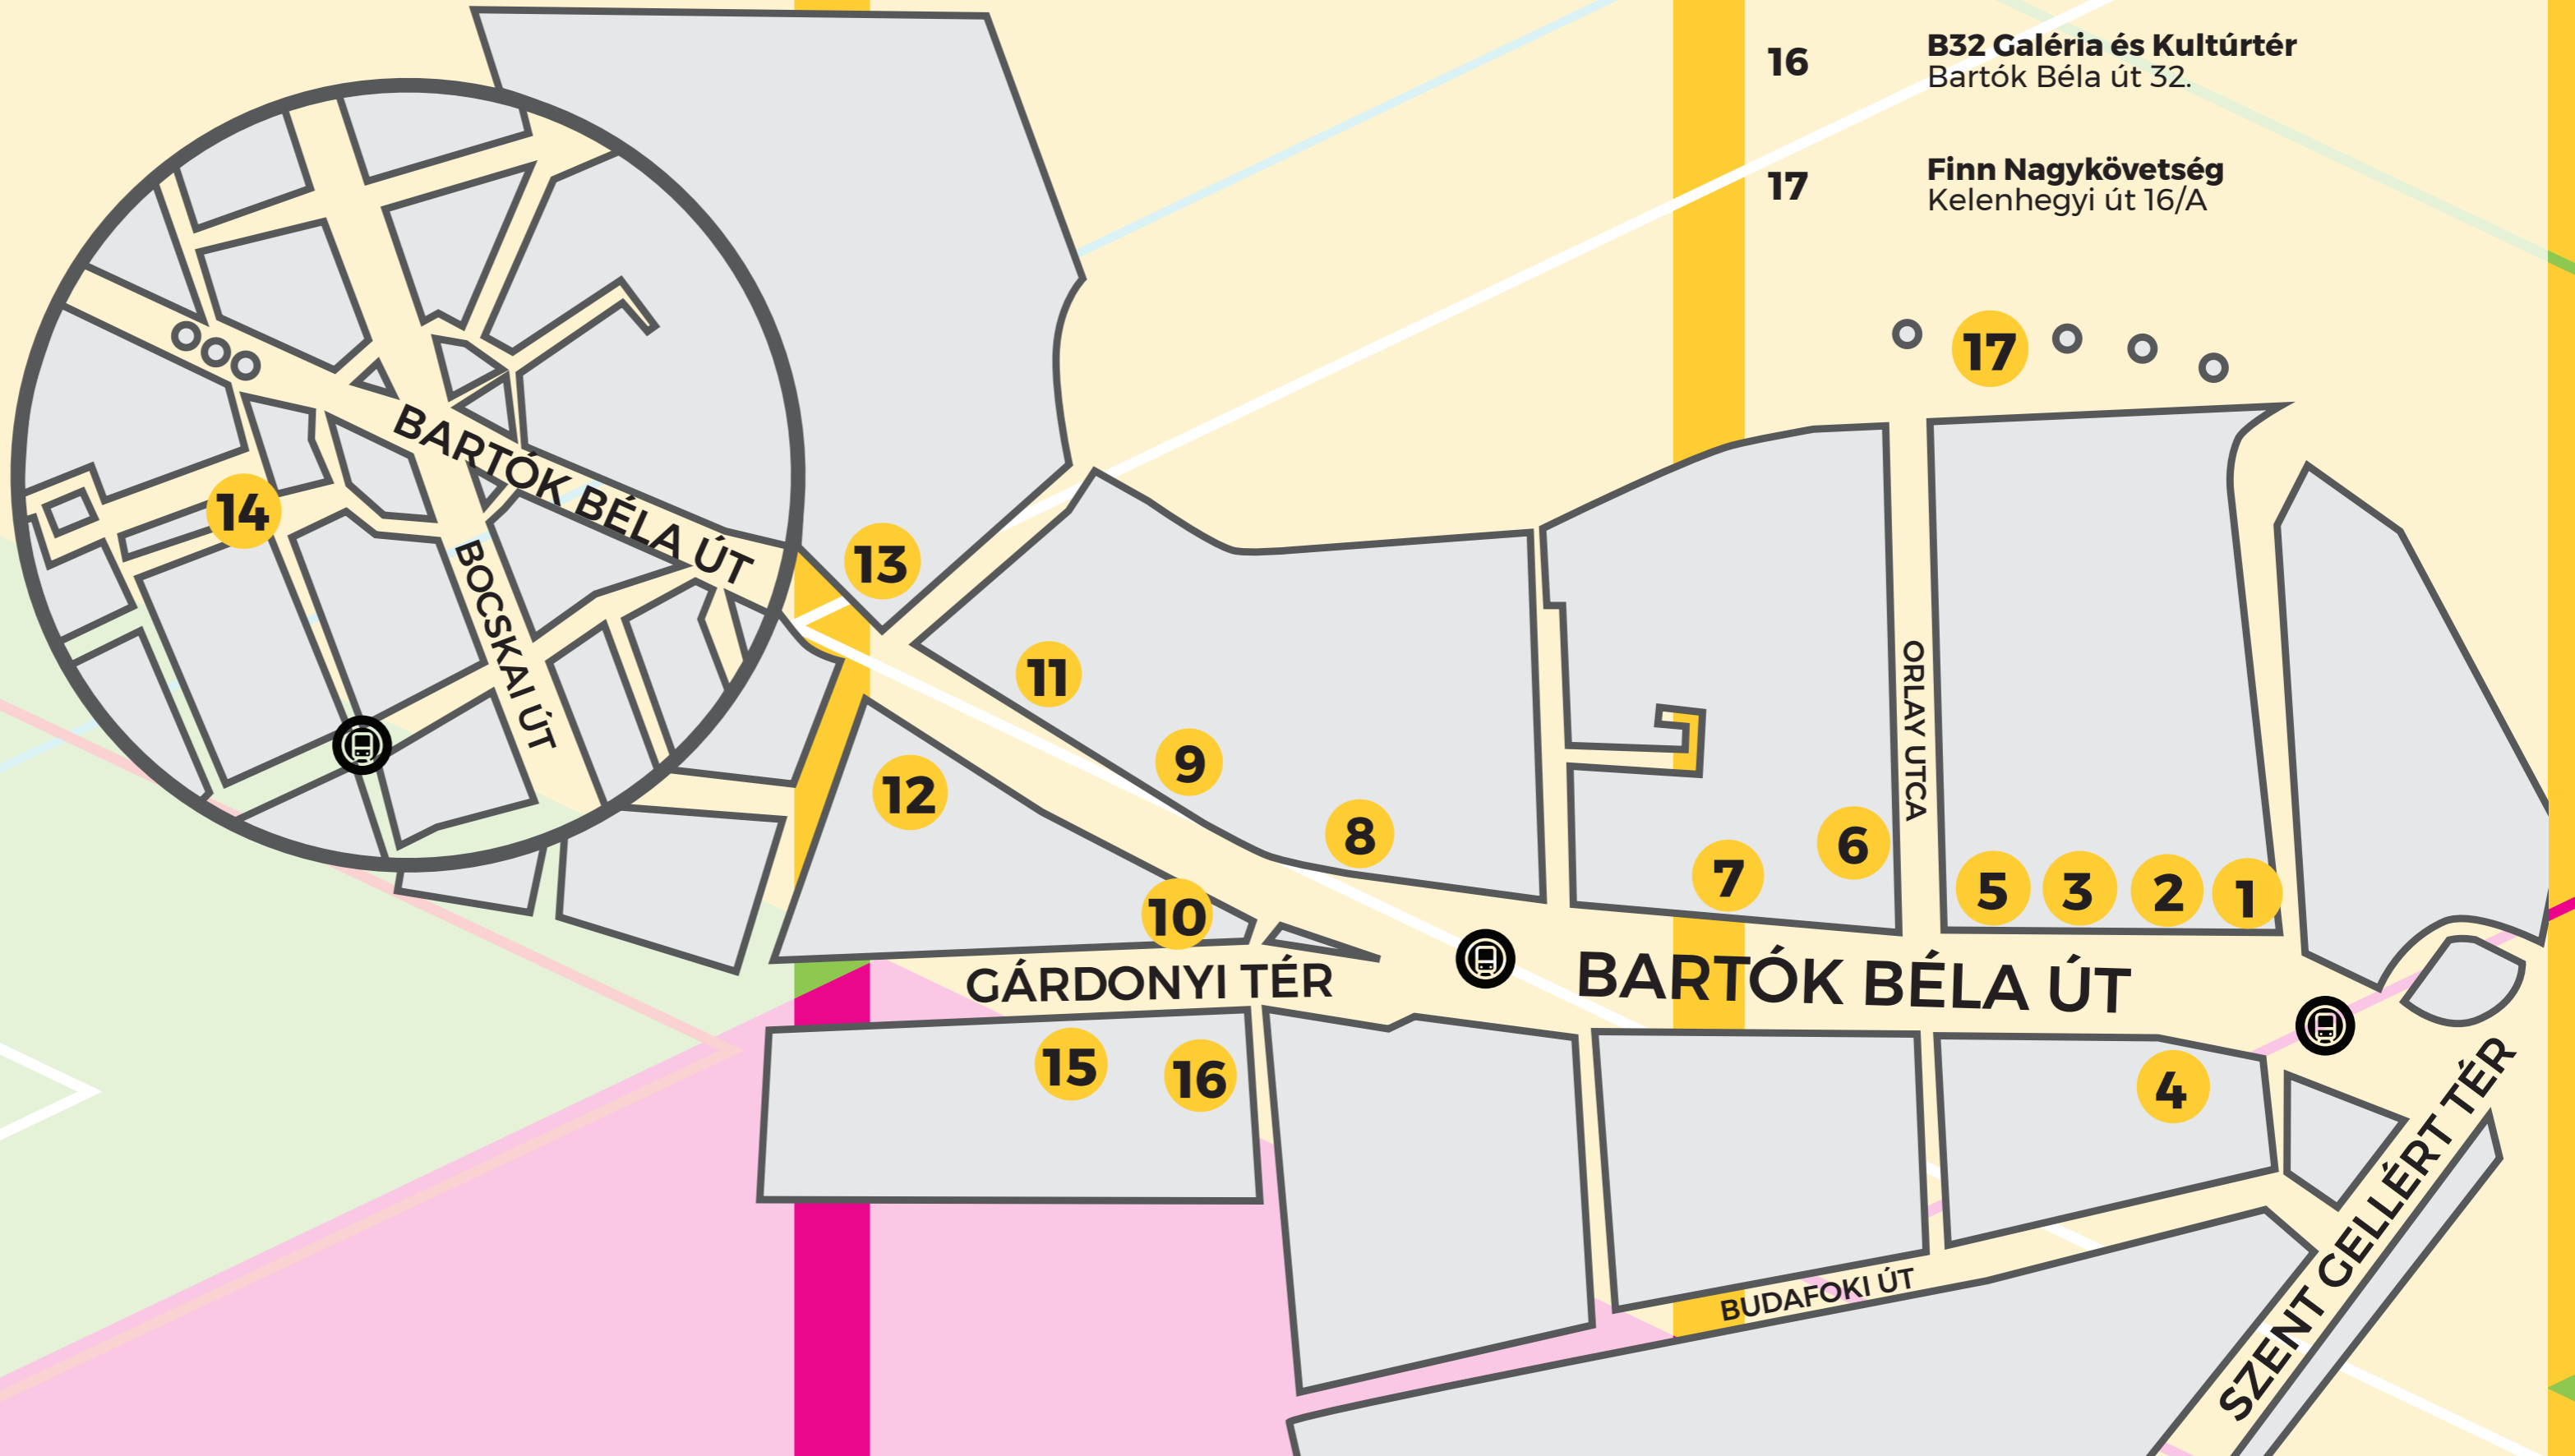 16
B32 Galéria és Kultúrtér
Bartók Béla út 32.
17
Finn Nagykövetség
Kelenhegyi út 16/A
17
BARTÓK BÉLA ÚT
14
BOCSKAI ÚT
13
11
9
12
8
10
ORLAY UTCA
6
7
5
3
2
1
GÁRDONYI TÉR
BARTÓK BÉLA ÚT
15
16
4
SZENT GELLÉRT TÉR
BUDAFOKI ÚT